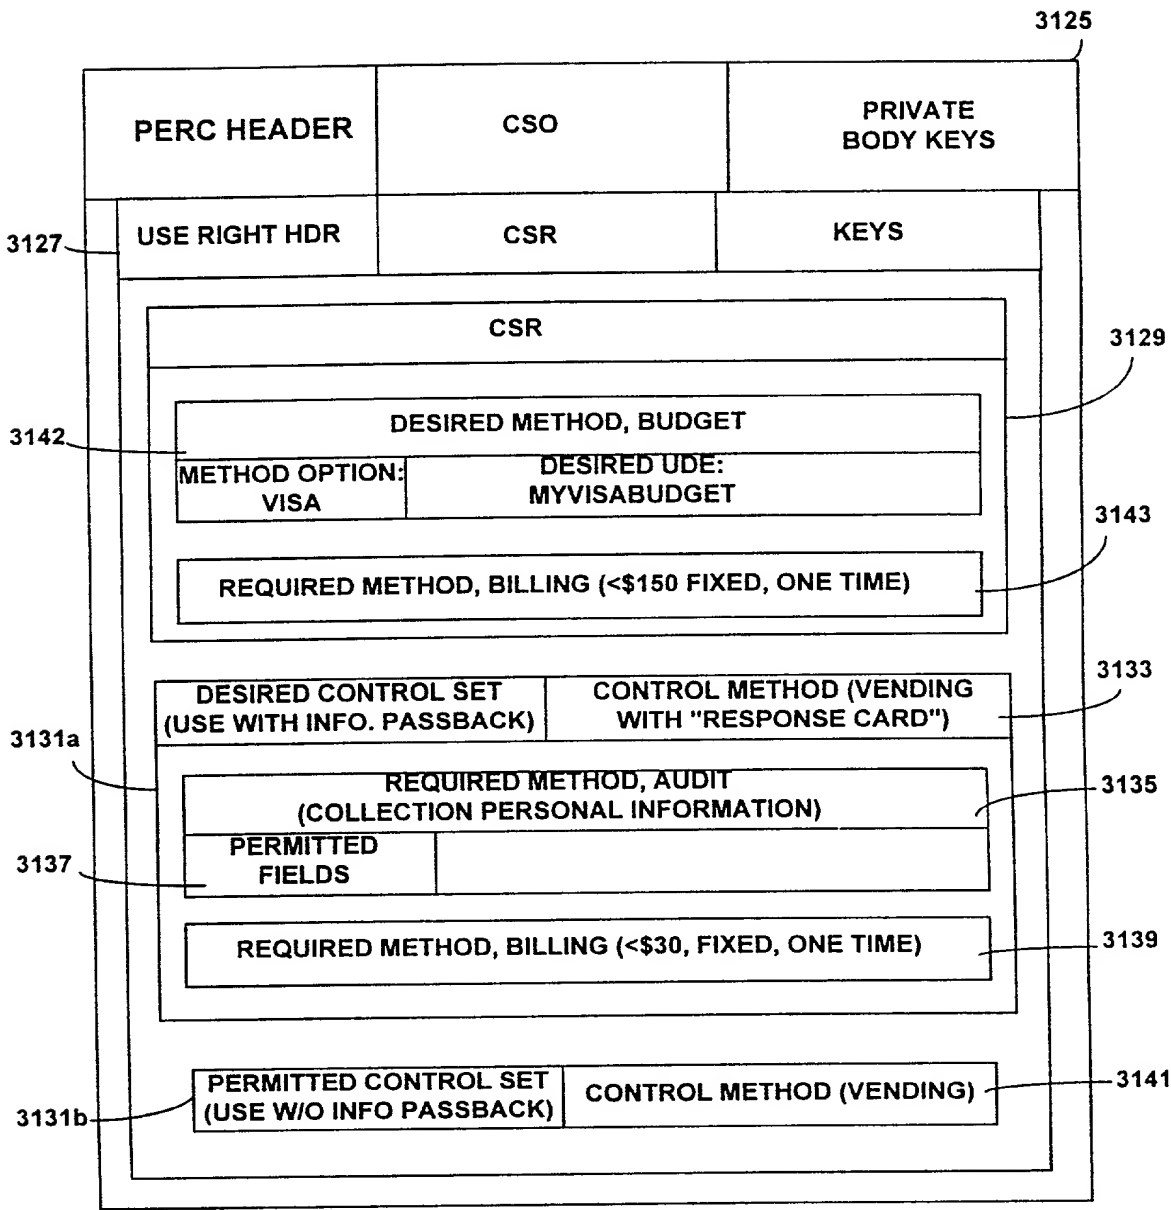 3125
PERC HEADER
CSO
PRIVATE
BODY KEYS
3127
USE RIGHT HDR
CSR
KEYS
CSR
3129
DESIRED METHOD, BUDGET
3142
METHOD OPTION:
VISA
DESIRED UDE:
MYVISABUDGET
3143
REQUIRED METHOD, BILLING (<$150 FIXED, ONE TIME)
DESIRED CONTROL SET
(USE WITH INFO. PASSBACK)
CONTROL METHOD (VENDING
WITH "RESPONSE CARD")
3133
3131a
REQUIRED METHOD, AUDIT
(COLLECTION PERSONAL INFORMATION)
3135
3137
PERMITTED
FIELDS
REQUIRED METHOD, BILLING (<$30, FIXED, ONE TIME)
3139
PERMITTED CONTROL SET
(USE W/O INFO PASSBACK)
CONTROL METHOD (VENDING)
3141
3131b